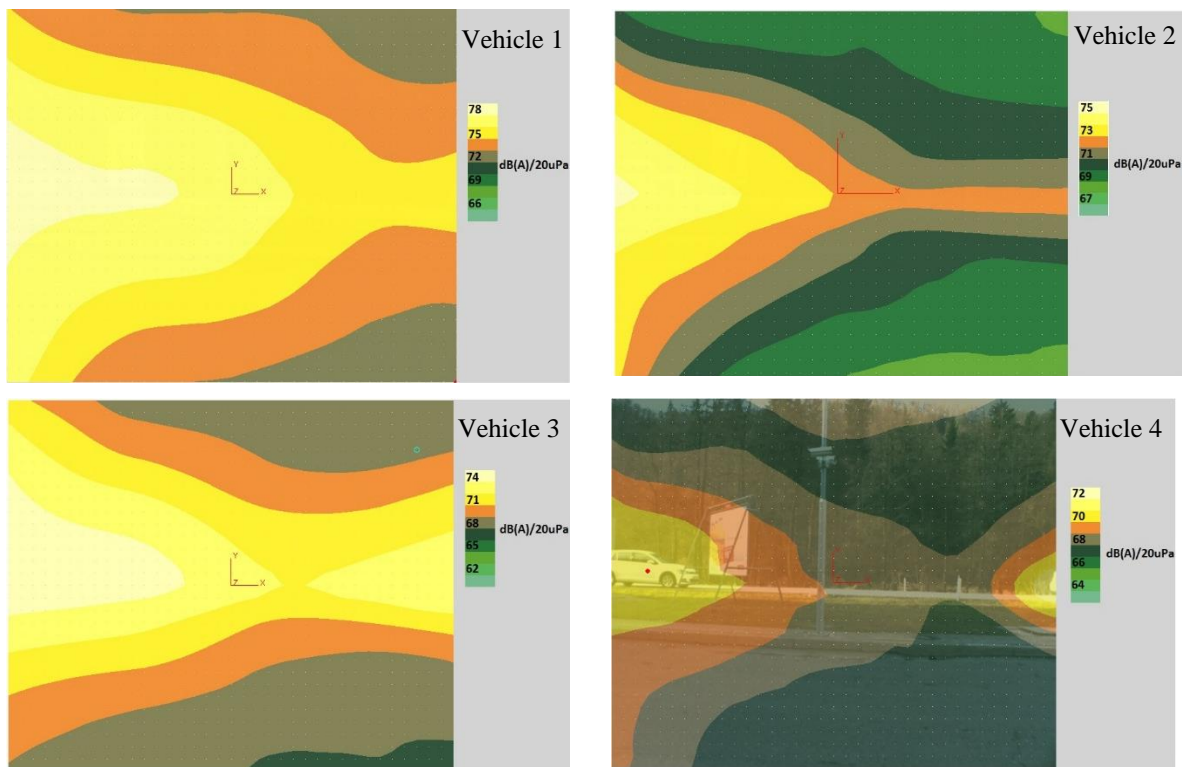 Vehicle 1
78
75
72 dB(A)/20uPa
69
66
Y
Z X
Vehicle 2
75
73
71 dB(A)/20uPa
69
67
Y
Z X
Vehicle 3
74
71
68 dB(A)/20uPa
65
62
Y
Z X
Vehicle 4
72
70
68 dB(A)/20uPa
66
64